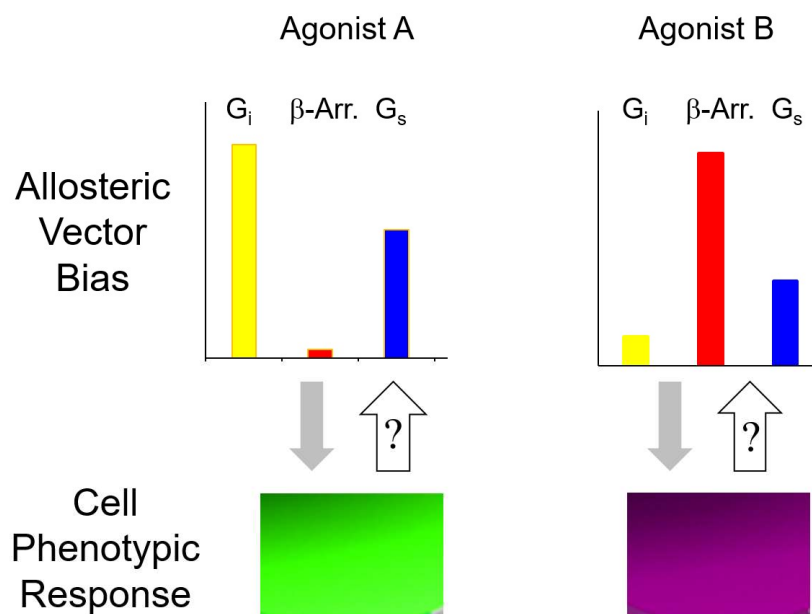 Agonist A
Agonist B
Gi β-Arr. Gs
Gi β-Arr. Gs
Allosteric
Vector
Bias
?
?
Cell
Phenotypic
Response